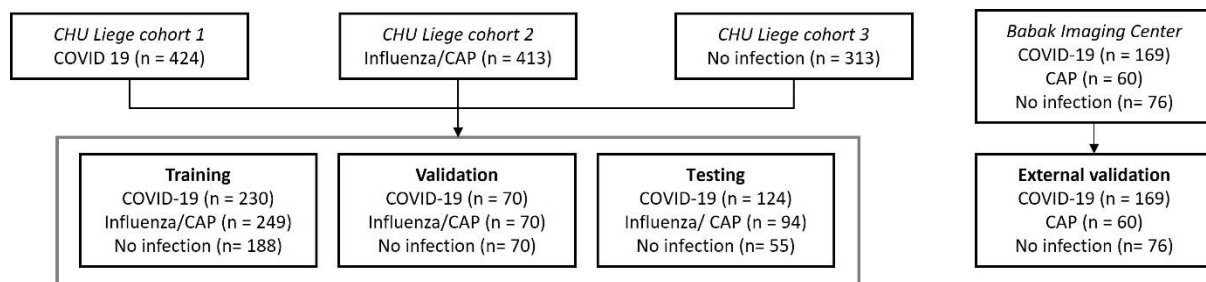 CHU Liege cohort 1
COVID 19 (n = 424)
CHU Liege cohort 2
Influenza/CAP (n = 413)
CHU Liege cohort 3
No infection (n = 313)
Babak Imaging Center
COVID-19 (n = 169)
CAP (n = 60)
No infection (n= 76)
Training
COVID-19 (n = 230)
Influenza/CAP (n = 249)
No infection (n= 188)
Validation
COVID-19 (n = 70)
Influenza/CAP (n = 70)
No infection (n= 70)
Testing
COVID-19 (n = 124)
Influenza/ CAP (n = 94)
No infection (n= 55)
External validation
COVID-19 (n = 169)
CAP (n = 60)
No infection (n= 76)